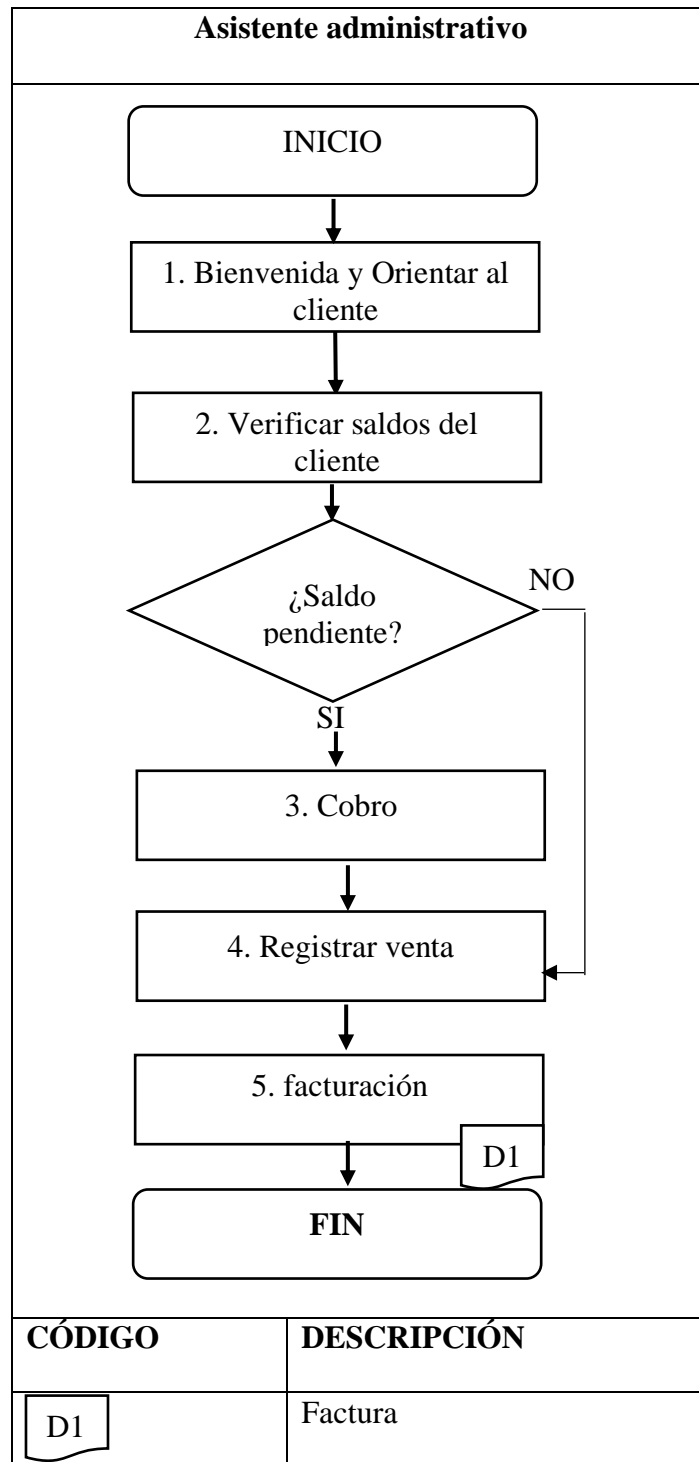 Asistente administrativo
INICIO
1. Bienvenida y Orientar al
cliente
2. Verificar saldos del
cliente
¿Saldo
pendiente?
NO
SI
3. Cobro
4. Registrar venta
5. facturación
D1
FIN
CÓDIGO
DESCRIPCIÓN
D1
Factura